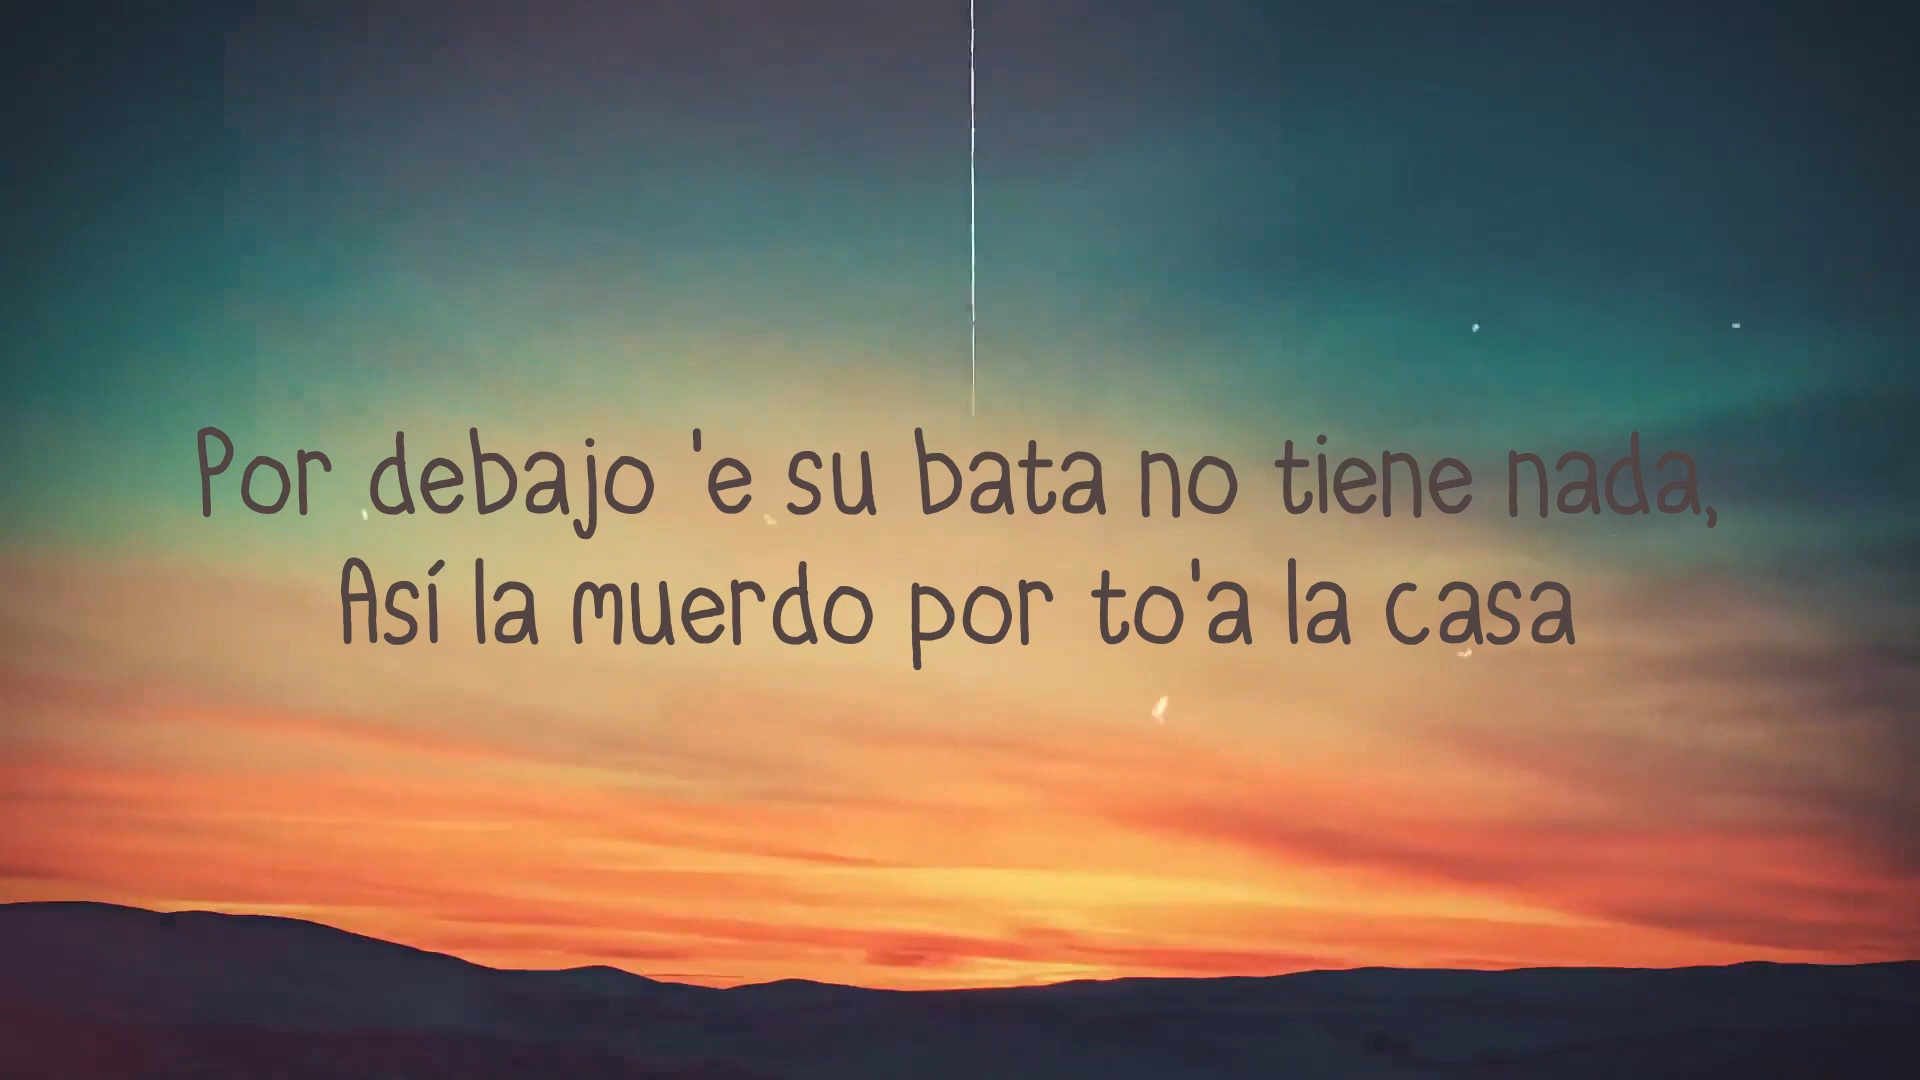 Por debajo 'e su bata no tiene nada,
Así la muerdo por to'a la casa